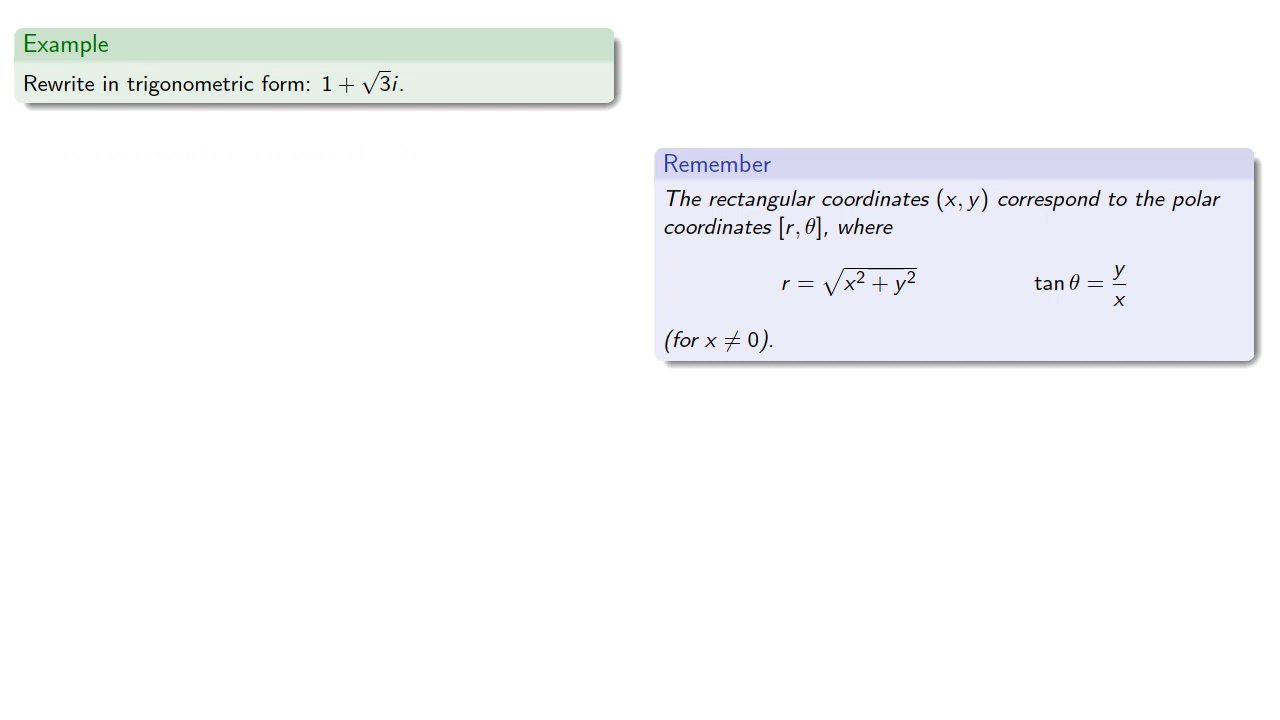 Example
Rewrite in trigonometric form: 1 + √3i.
Remember
The rectangular coordinates (x, y) correspond to the polar
coordinates [r, θ], where
r = √(x² + y²)    tan θ = y/x
(for x ≠ 0).